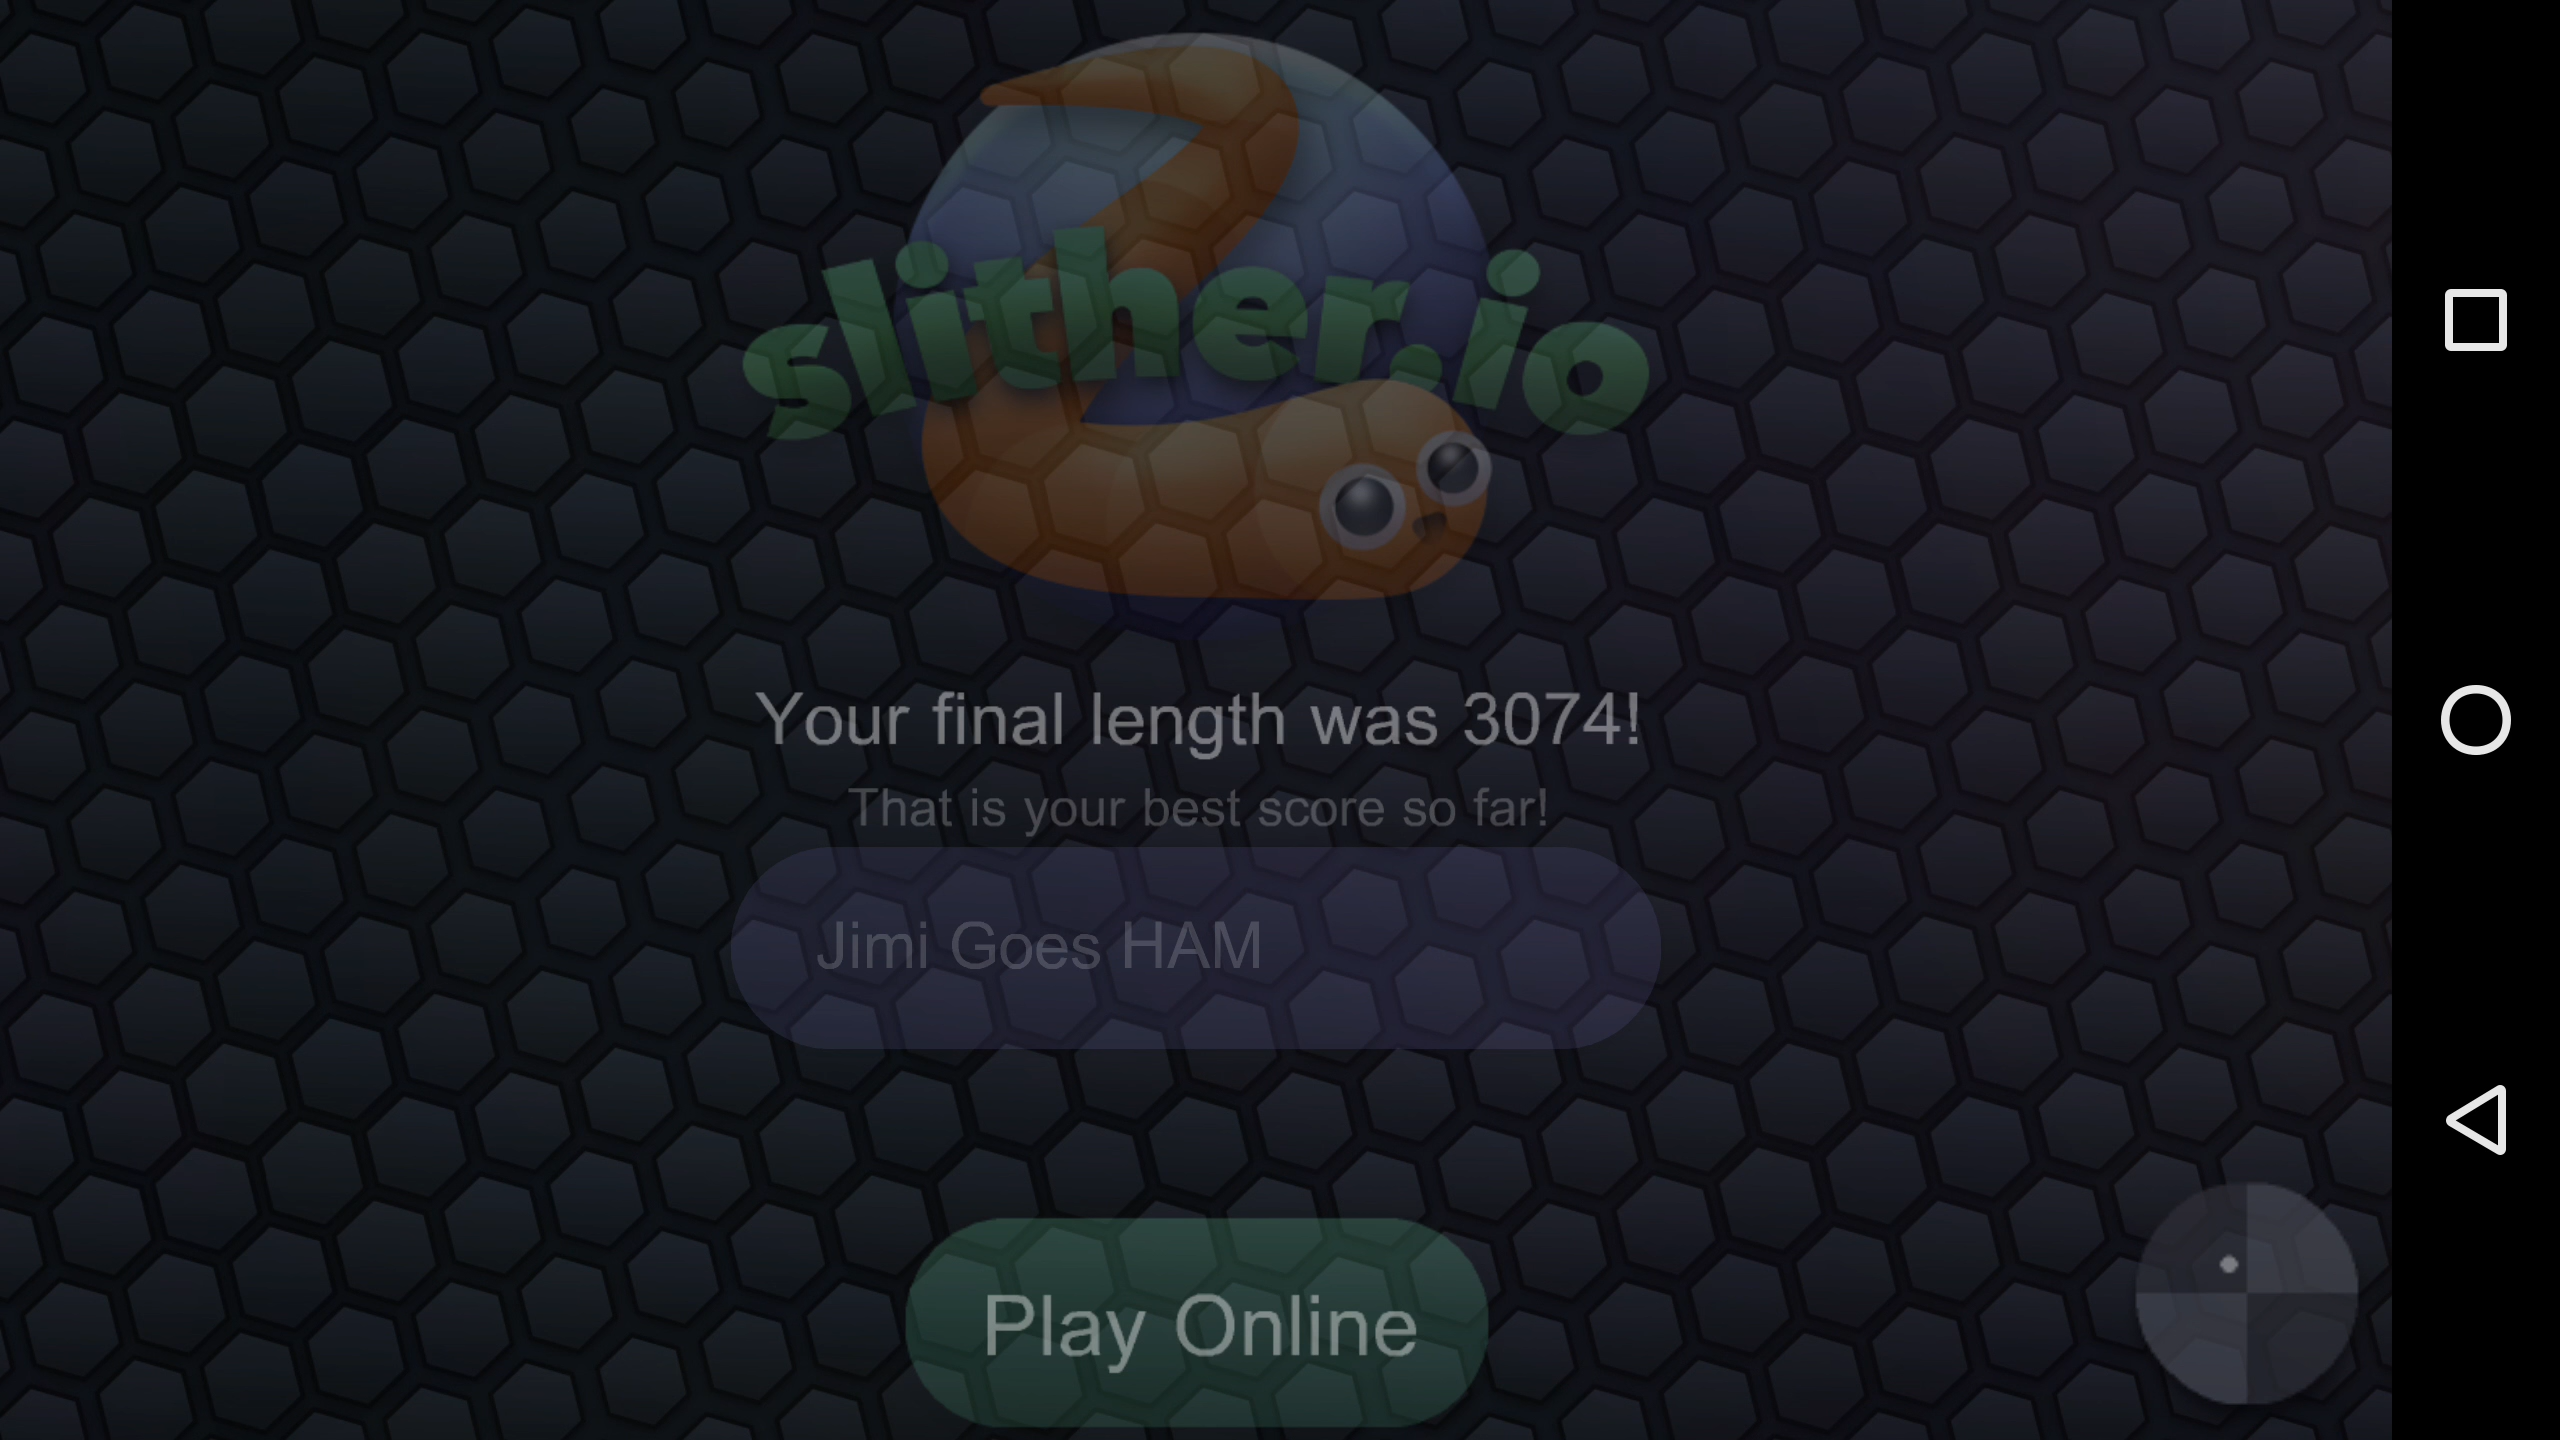 slither.io
Your final length was 3074!
That is your best score so far!
Jimi Goes HAM
Play Online